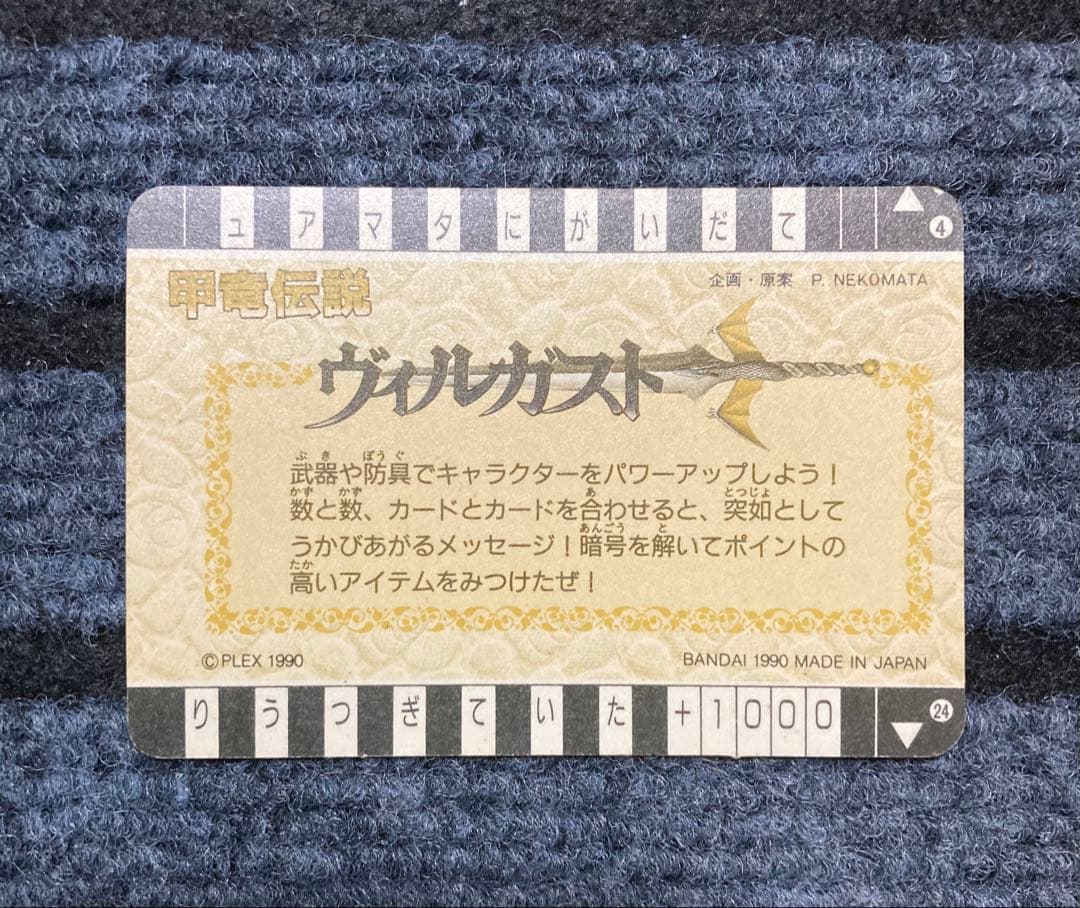 ュアマタにがいだて
▲
4
甲竜伝説
企画・原案 P. NEKOMATA
ヴィルガスト
武器や防具でキャラクターをパワーアップしよう!
数と数、カードとカードを合わせると、突如として
うかびあがるメッセージ!暗号を解いてポイントの
高いアイテムをみつけたぜ!
©PLEX 1990
BANDAI 1990 MADE IN JAPAN
りうつぎていた+1000
▼
24